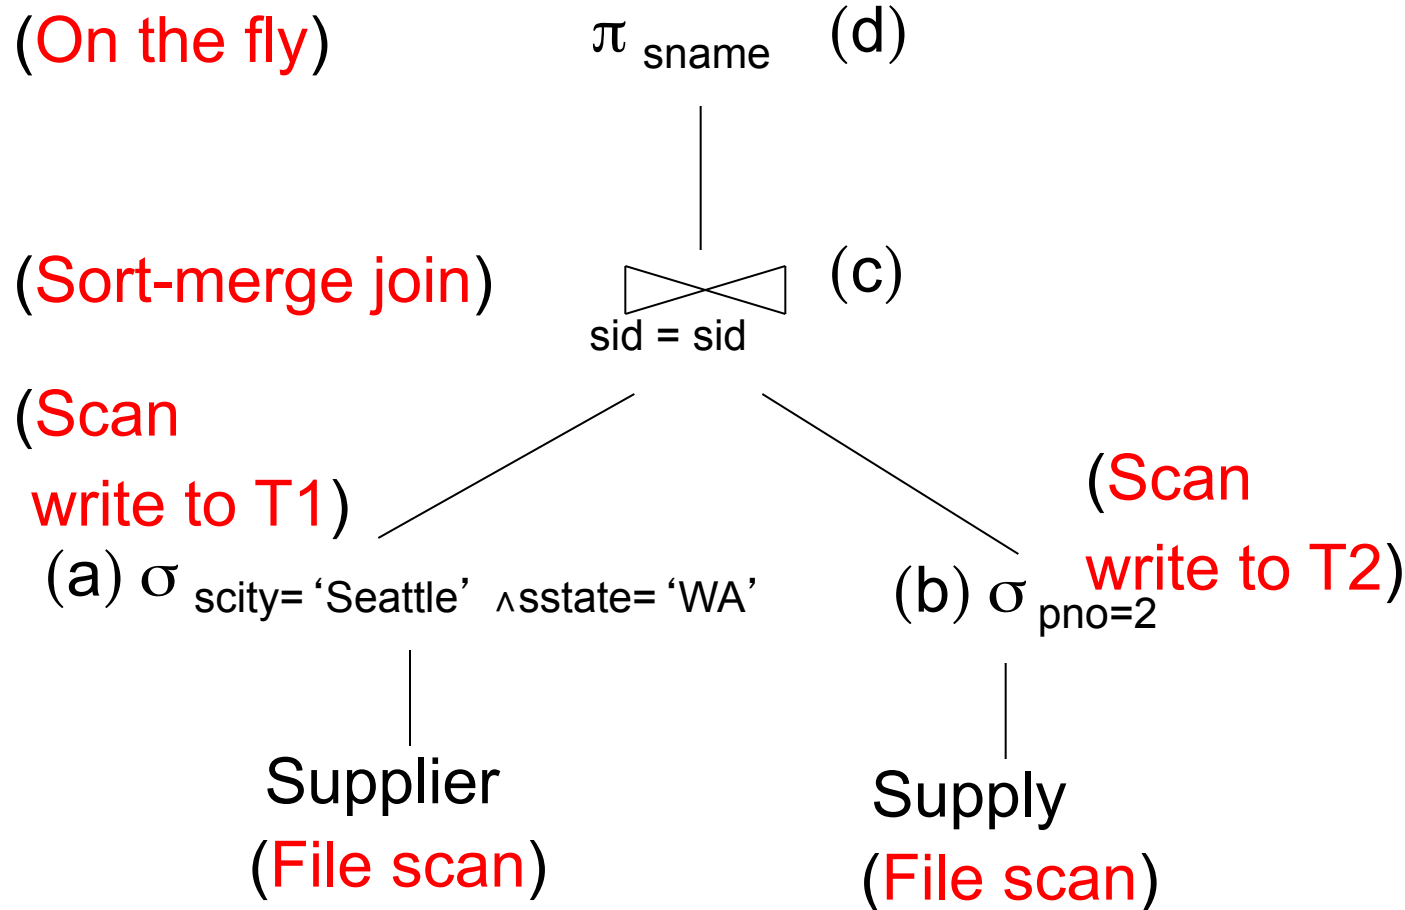 (On the fly) π sname (d)
(Sort-merge join) (c)
sid = sid
(Scan
write to T1)
(Scan
write to T2)
(a) σ scity= ‘Seattle’ ∧sstate= ‘WA’
(b) σ pno=2
Supplier
(File scan)
Supply
(File scan)